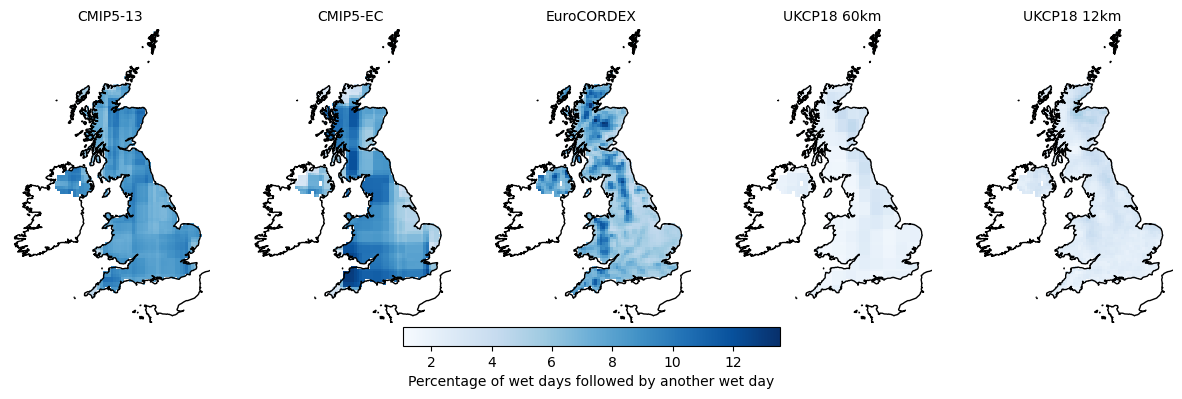 CMIP5-13 CMIP5-EC EuroCORDEX UKCP18 60km UKCP18 12km
2 4 6 8 10 12
Percentage of wet days followed by another wet day